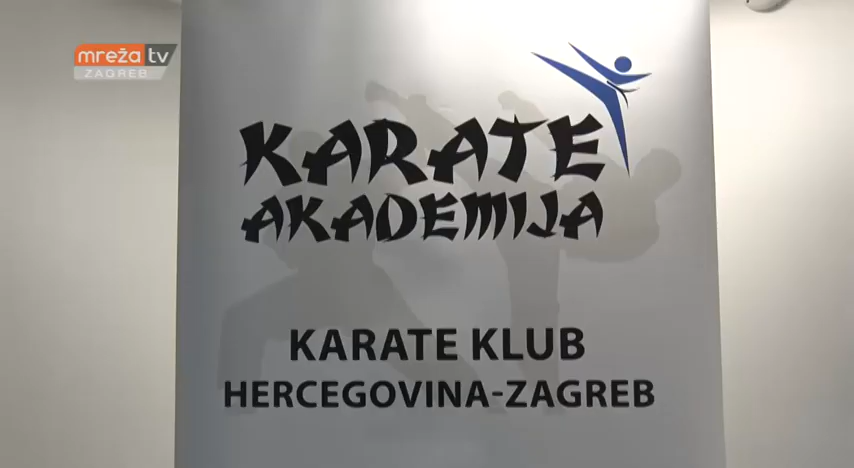 mreža tv
ZAGREB
KARATE
AKADEMIJA
KARATE KLUB
HERCEGOVINA-ZAGREB